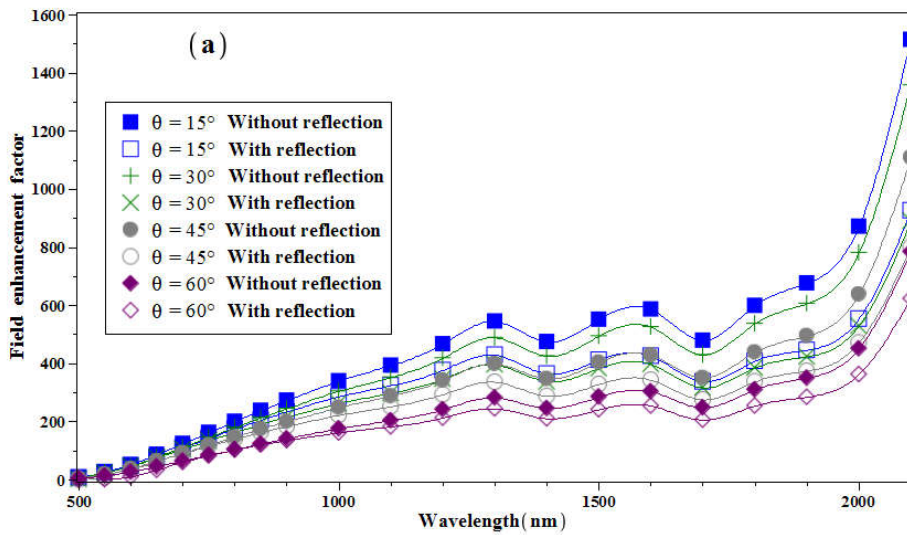 (a)
1600
1400
1200
1000
800
600
400
200
0
Field enhancement factor
θ = 15° Without reflection
θ = 15° With reflection
θ = 30° Without reflection
θ = 30° With reflection
θ = 45° Without reflection
θ = 45° With reflection
θ = 60° Without reflection
θ = 60° With reflection
500 1000 1500 2000
Wavelength(nm)